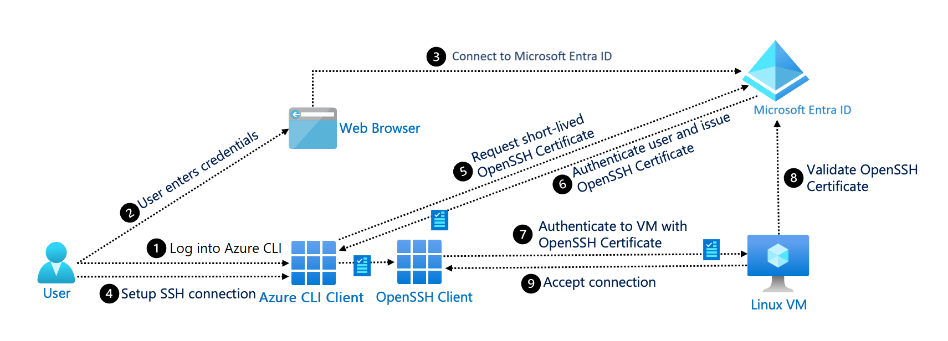 3 Connect to Microsoft Entra ID
Microsoft Entra ID
Web Browser
2 User enters credentials
5 Request short-lived
OpenSSH Certificate
6 Authenticate user and issue
OpenSSH Certificate
8 Validate OpenSSH
Certificate
1 Log into Azure CLI
7 Authenticate to VM with
OpenSSH Certificate
User
4 Setup SSH connection
Azure CLI Client
OpenSSH Client
9 Accept connection
Linux VM